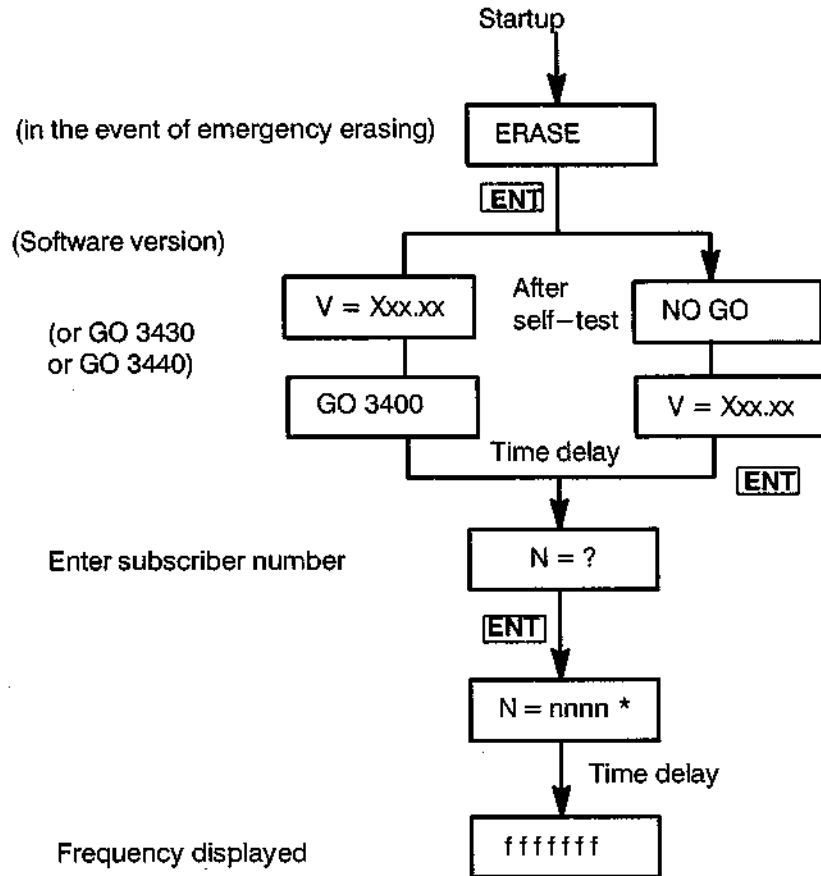 Startup
(in the event of emergency erasing)
ERASE
ENT
(Software version)
V = Xxx.xx
After
self-test
NO GO
(or GO 3430
or GO 3440)
GO 3400
V = Xxx.xx
Time delay
ENT
Enter subscriber number
N = ?
ENT
N = nnnn *
Time delay
Frequency displayed
f f f f f f f